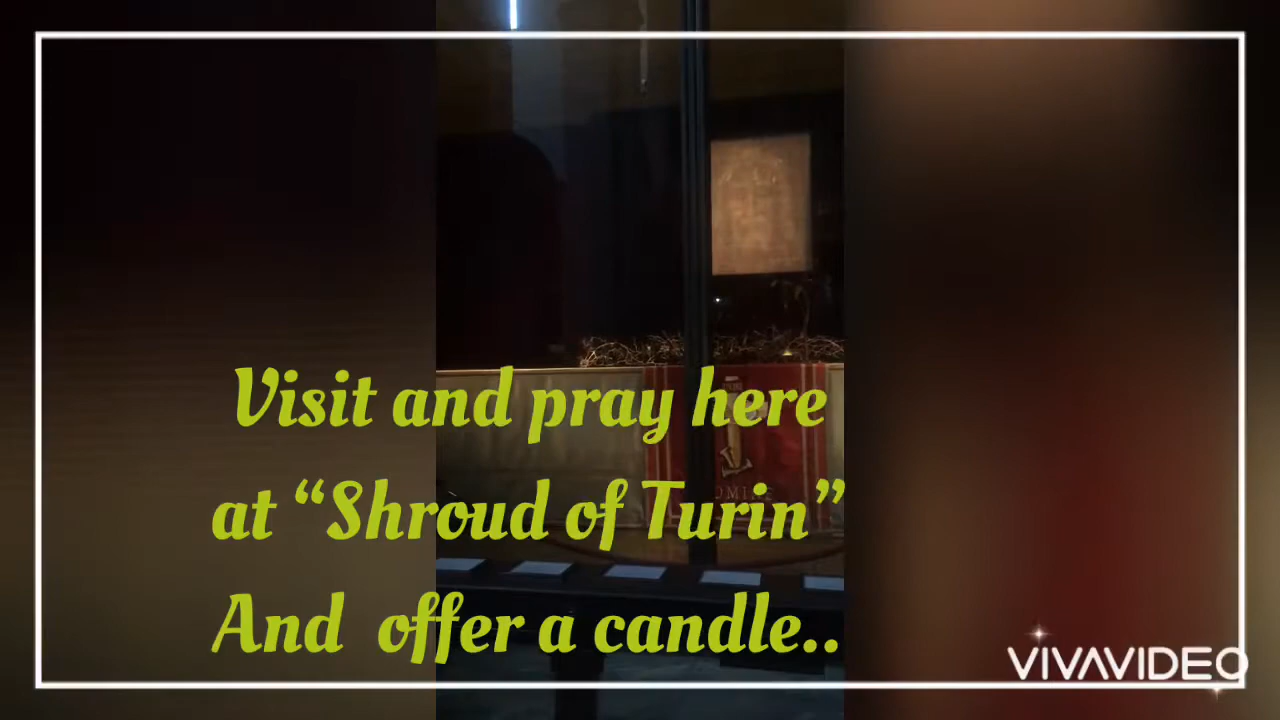 Visit and pray here
at “Shroud of Turin”
And offer a candle..
VIVAVIDEO